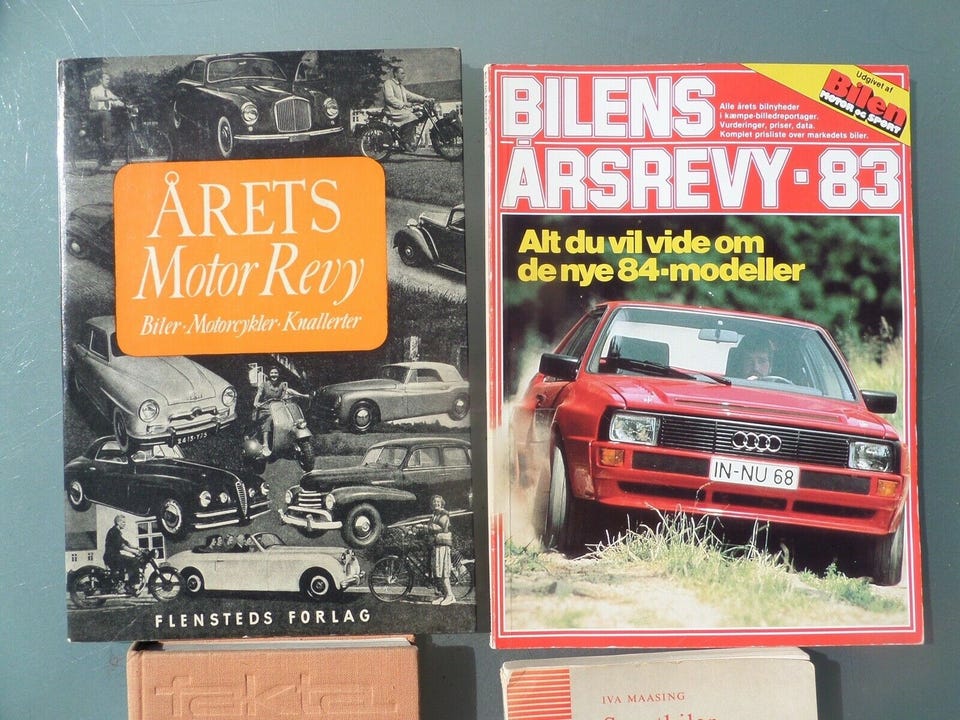 ÅRETS
Motor Revy
Biler · Motorcykler · Knallerter
FLENSTEDS FORLAG
BILENS
Alle årets bilnyheder
i kæmpe-billedreportager.
Vurderinger, priser, data.
Komplet prisliste over markedets biler.
Udgivet af
Bilen
MOTOR OG SPORT
ÅRSREVY · 83
Alt du vil vide om
de nye 84-modeller
IN-NU 68
fakta
IVA MAASING